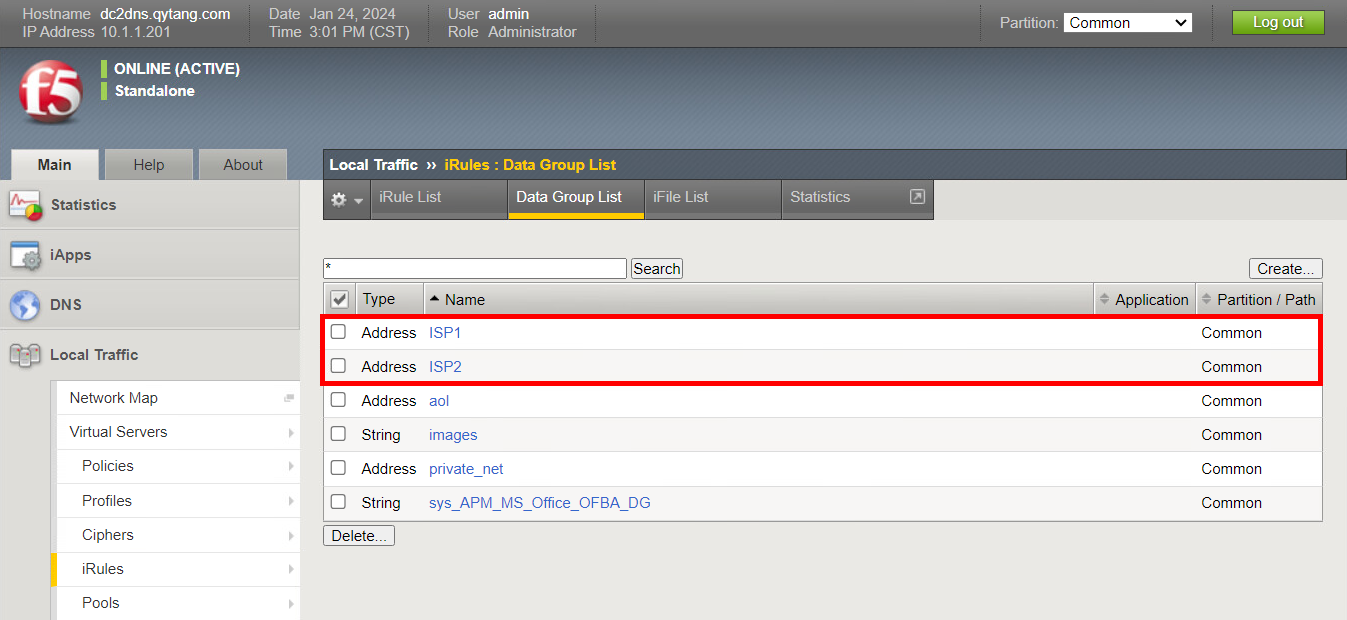 Hostname dc2dns.qytang.com Date Jan 24, 2024 User admin
IP Address 10.1.1.201 Time 3:01 PM (CST) Role Administrator
Partition: Common Log out
f5
ONLINE (ACTIVE)
Standalone
Main Help About
Local Traffic ›› iRules : Data Group List
iRule List Data Group List iFile List Statistics
Statistics
iApps
DNS
Local Traffic
Network Map
Virtual Servers
Policies
Profiles
Ciphers
iRules
Pools
* Search Create...
Type Name Application Partition / Path
Address ISP1 Common
Address ISP2 Common
Address aol Common
String images Common
Address private_net Common
String sys_APM_MS_Office_OFBA_DG Common
Delete...